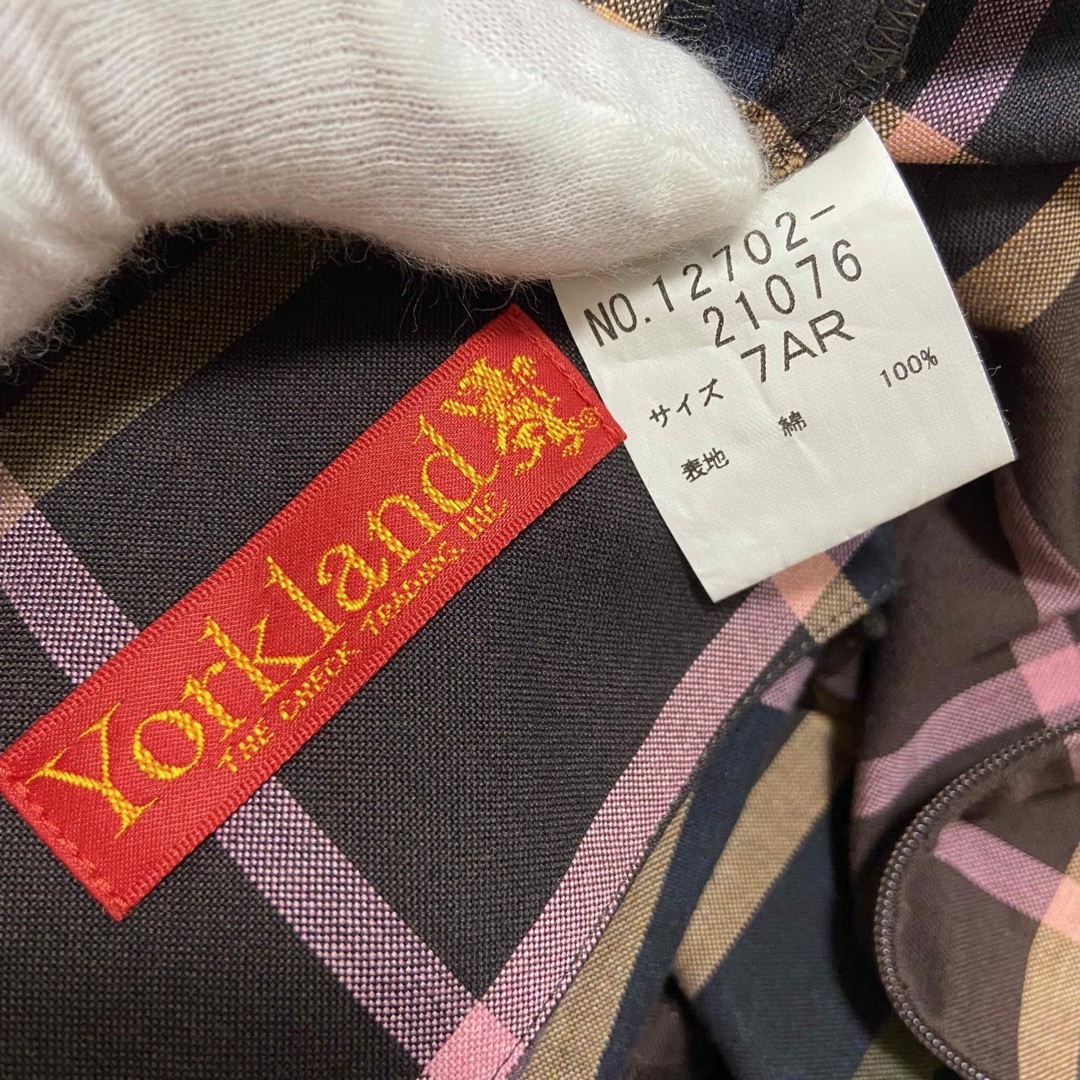 Yorkland
THE CHECK TRADING, INC
NO.12702-
21076
サイズ 7AR
表地 綿 100%